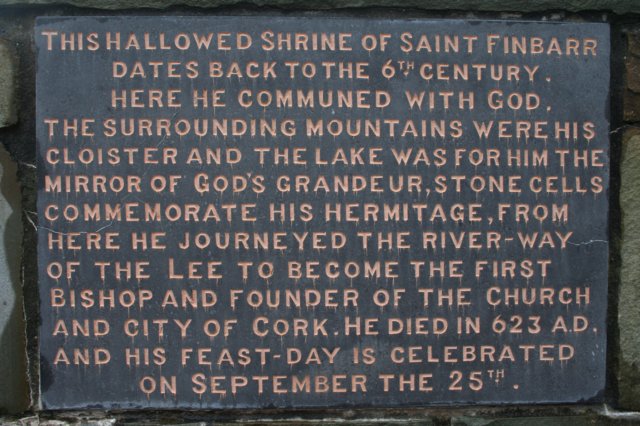 THIS HALLOWED SHRINE OF SAINT FINBARR
DATES BACK TO THE 6TH CENTURY.
HERE HE COMMUNED WITH GOD.
THE SURROUNDING MOUNTAINS WERE HIS
CLOISTER AND THE LAKE WAS FOR HIM THE
MIRROR OF GOD'S GRANDEUR, STONE CELLS
COMMEMORATE HIS HERMITAGE, FROM
HERE HE JOURNEYED THE RIVER-WAY
OF THE LEE TO BECOME THE FIRST
BISHOP AND FOUNDER OF THE CHURCH
AND CITY OF CORK. HE DIED IN 623 A.D.
AND HIS FEAST-DAY IS CELEBRATED
ON SEPTEMBER THE 25TH.